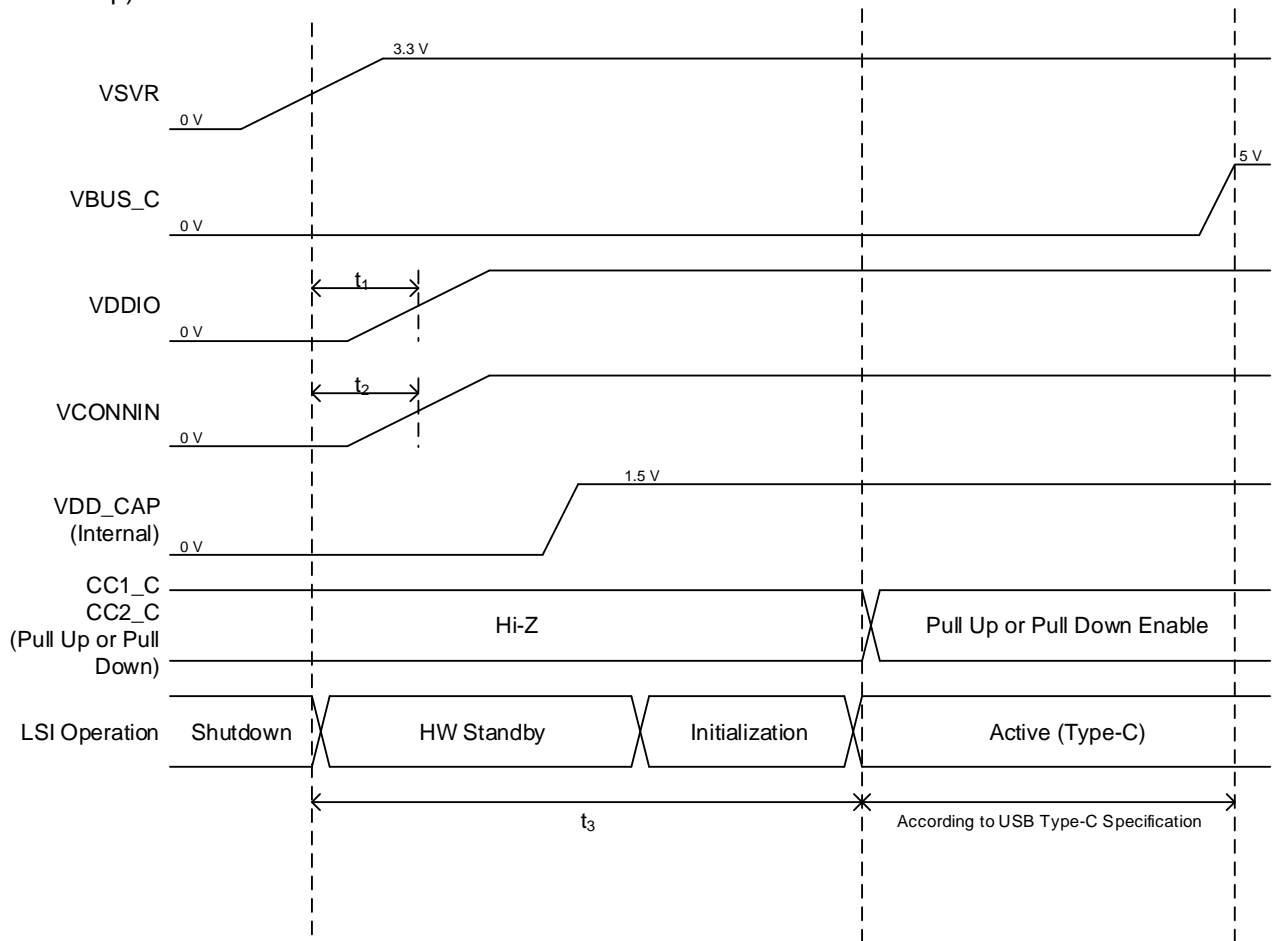 3.3 V
VSVR
0 V
5 V
VBUS_C
0 V
t1
VDDIO
0 V
t2
VCONNIN
0 V
1.5 V
VDD_CAP
(Internal)
0 V
CC1_C
CC2_C
(Pull Up or Pull
Down)
Hi-Z
Pull Up or Pull Down Enable
LSI Operation
Shutdown
HW Standby
Initialization
Active (Type-C)
t3
According to USB Type-C Specification